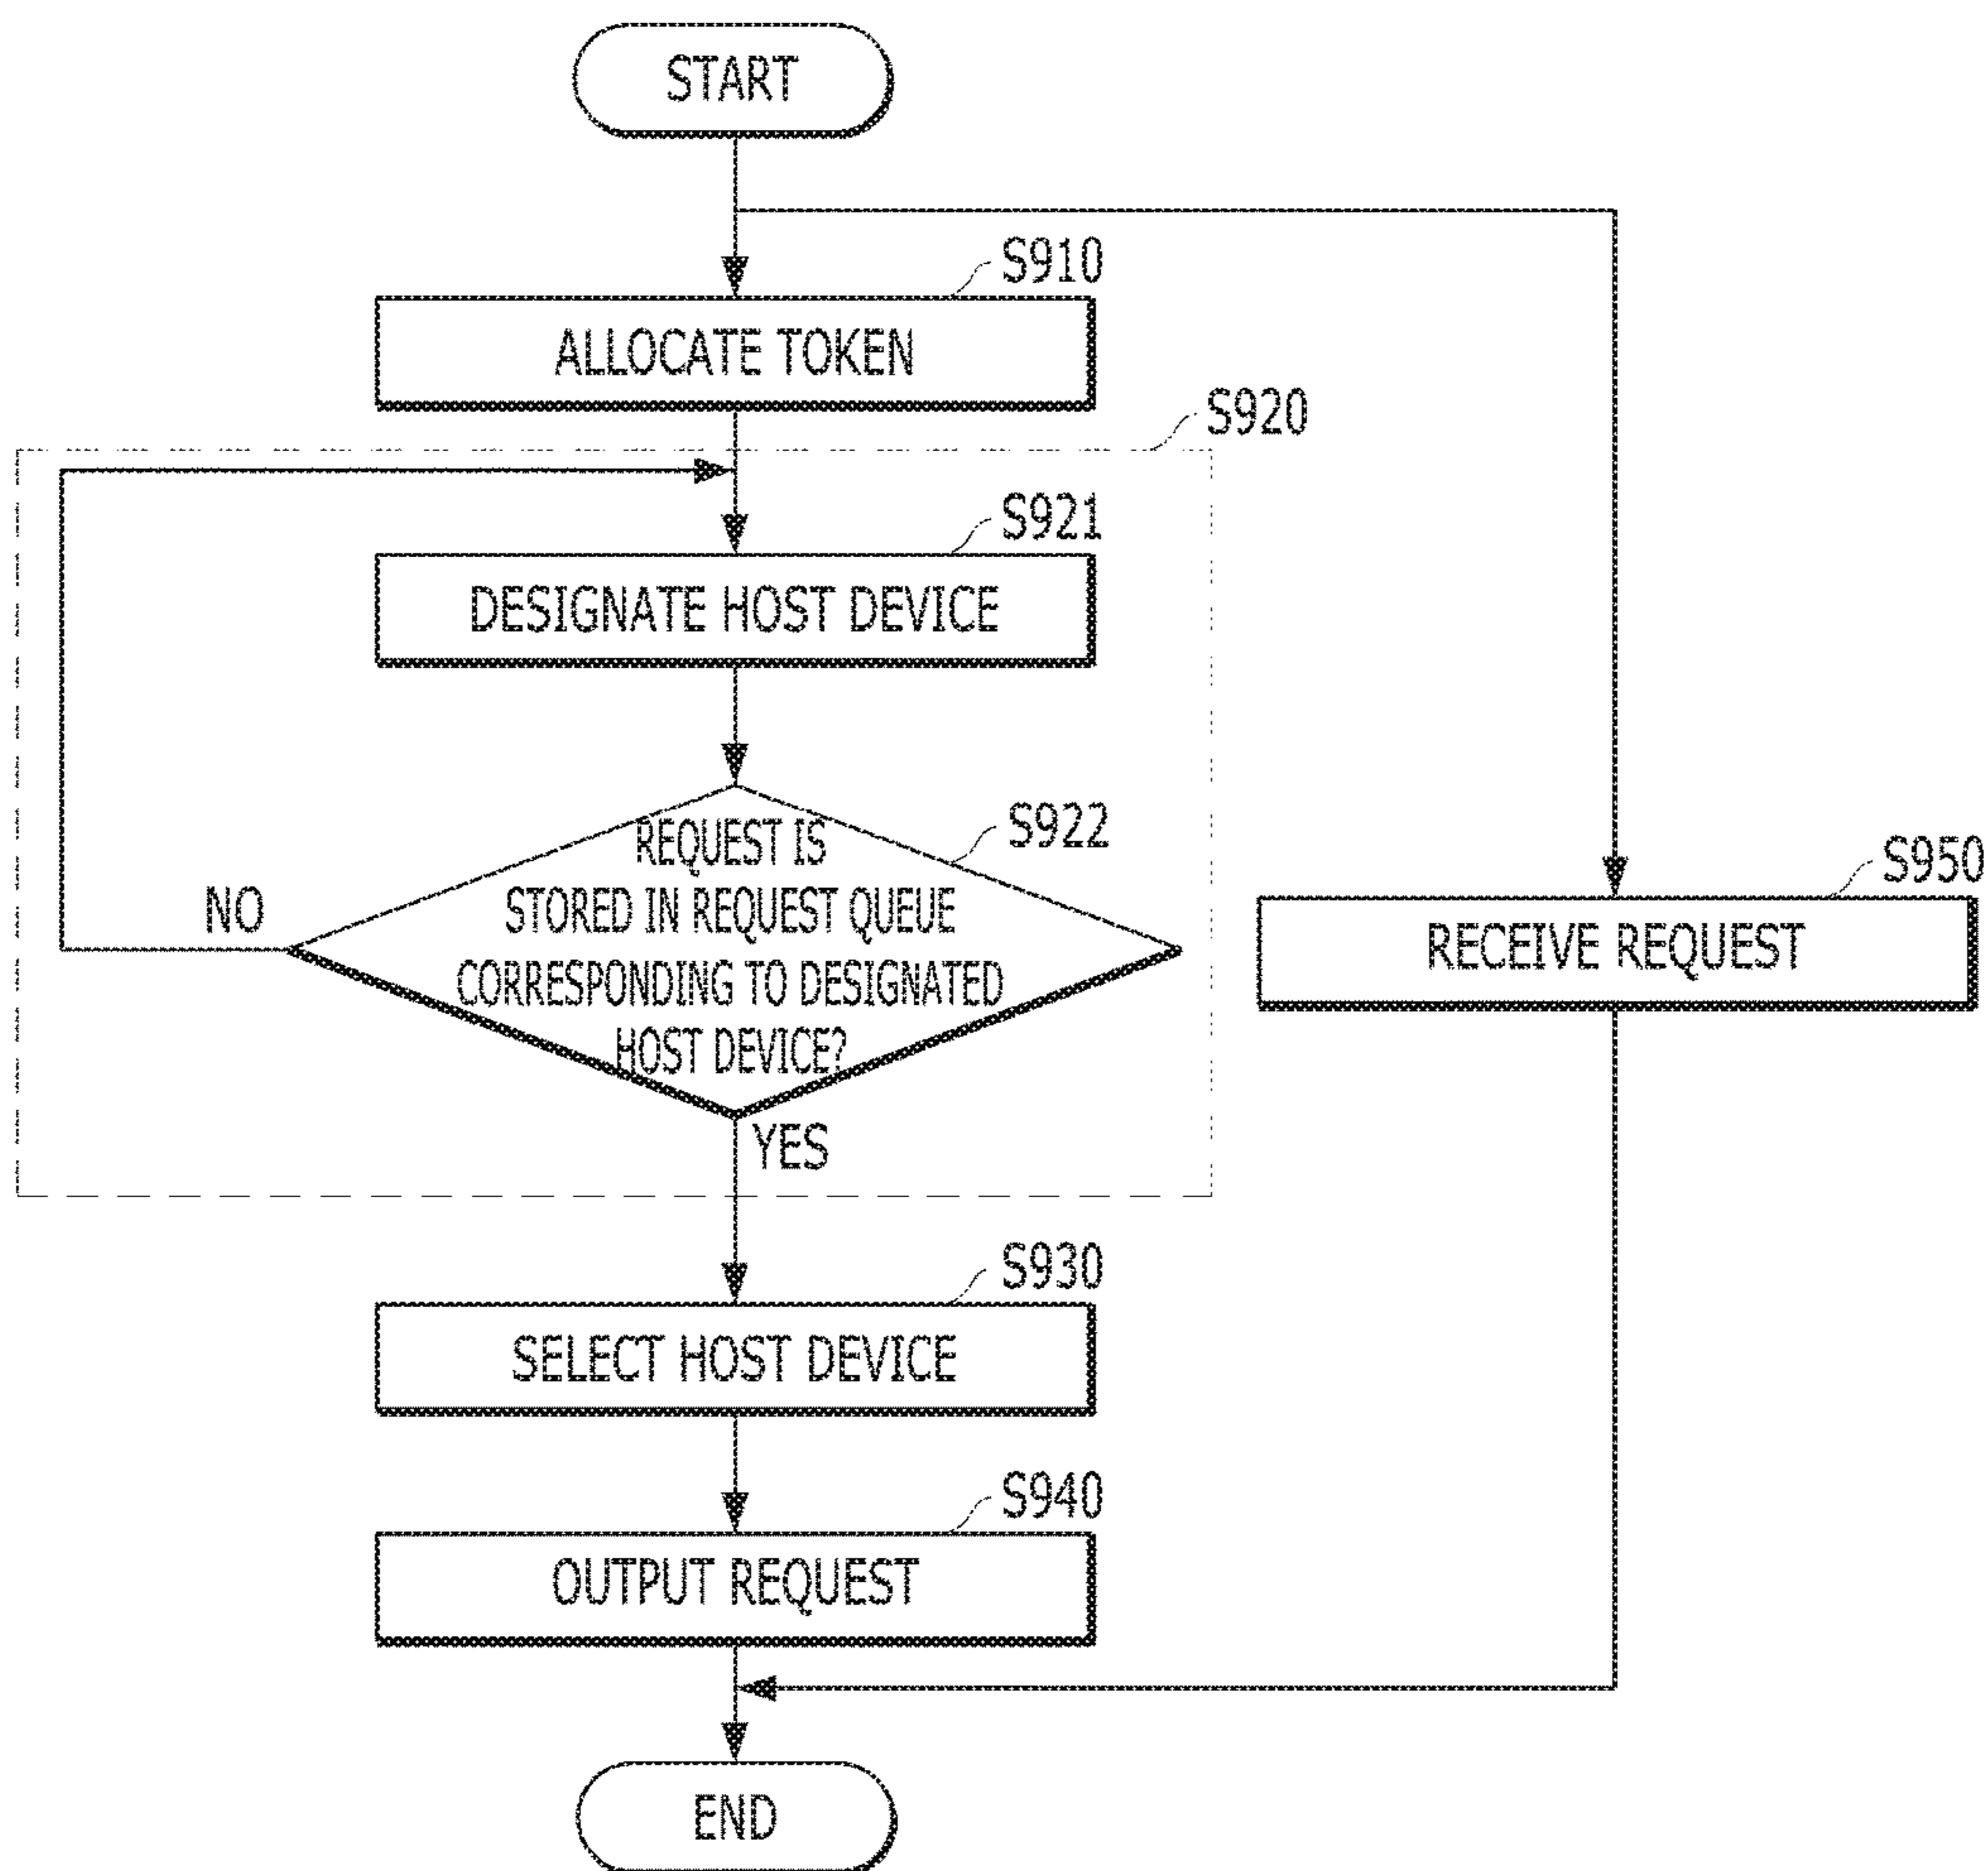 START
S910
ALLOCATE TOKEN
S920
S921
DESIGNATE HOST DEVICE
S922
REQUEST IS
STORED IN REQUEST QUEUE
CORRESPONDING TO DESIGNATED
HOST DEVICE?
NO
YES
S950
RECEIVE REQUEST
S930
SELECT HOST DEVICE
S940
OUTPUT REQUEST
END